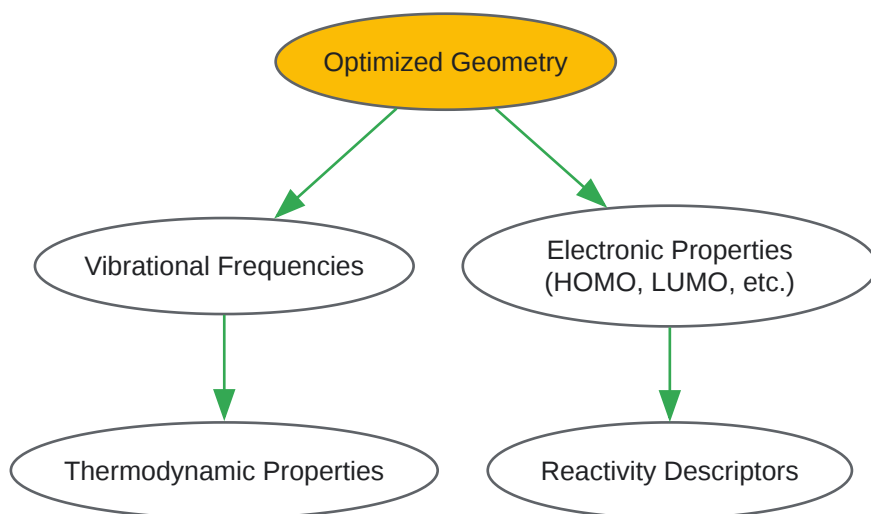 Optimized Geometry
Vibrational Frequencies
Electronic Properties
(HOMO, LUMO, etc.)
Thermodynamic Properties
Reactivity Descriptors